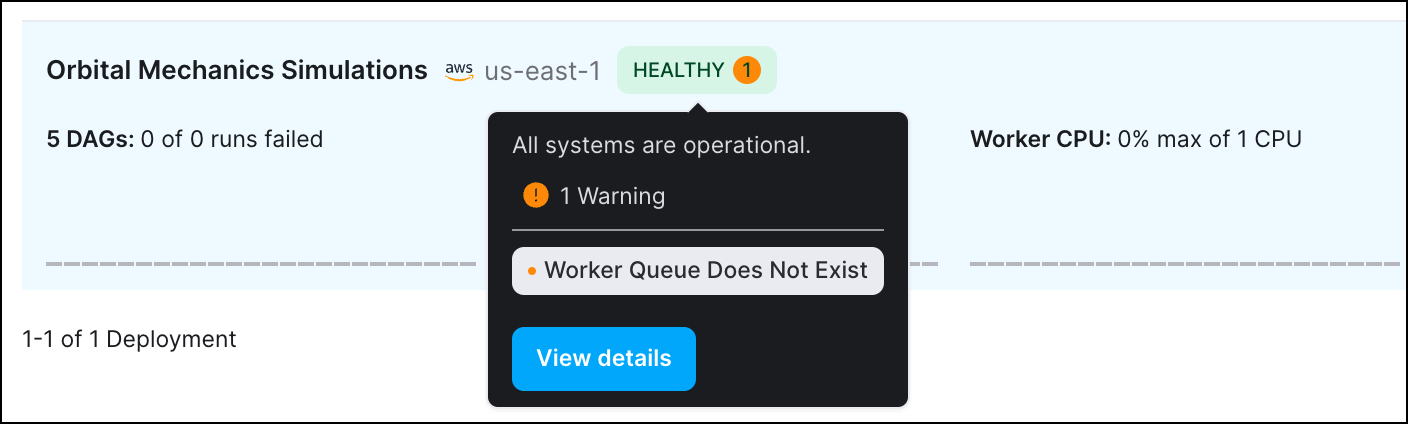 Orbital Mechanics Simulations aws us-east-1 HEALTHY 1
5 DAGs: 0 of 0 runs failed
Worker CPU: 0% max of 1 CPU
All systems are operational.
! 1 Warning
Worker Queue Does Not Exist
View details
1-1 of 1 Deployment